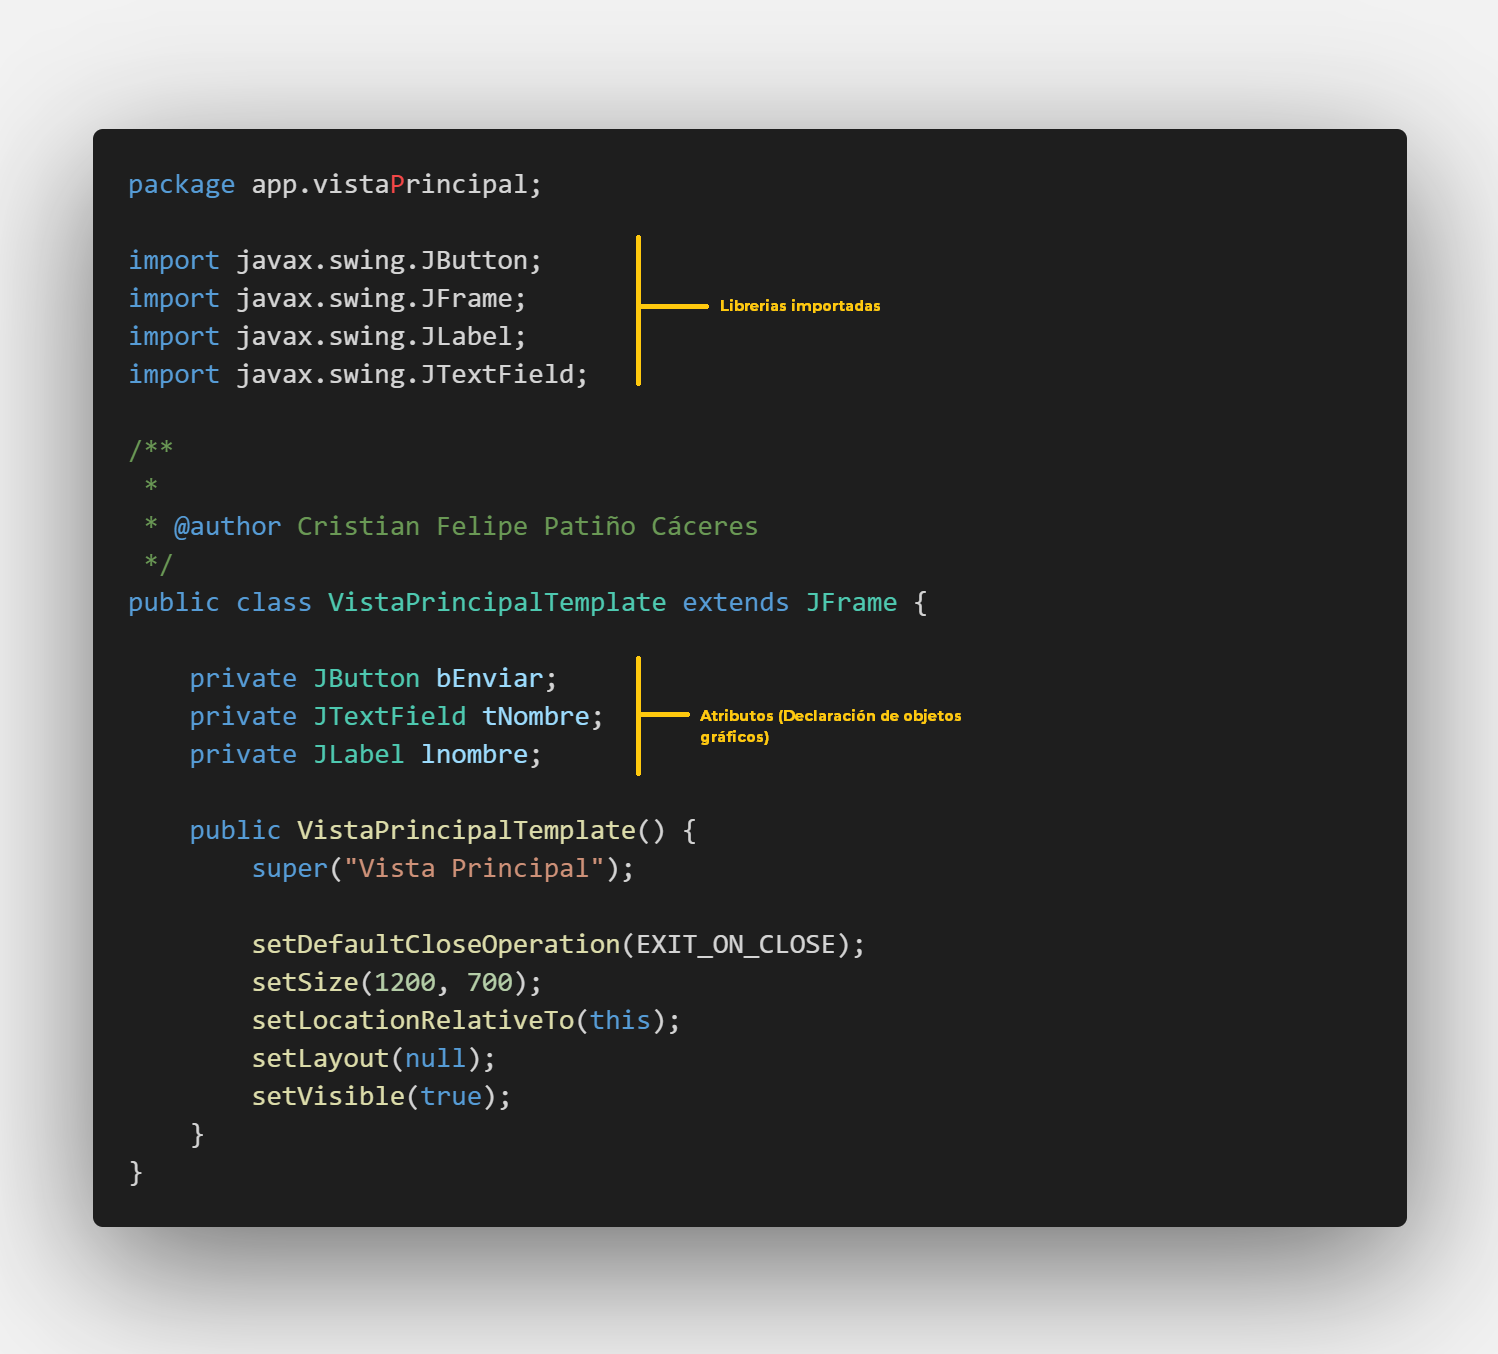 package app.vistaPrincipal;
import javax.swing.JButton;
import javax.swing.JFrame;
Librerias importadas
import javax.swing.JLabel;
import javax.swing.JTextField;
/**
 *
 * @author Cristian Felipe Patiño Cáceres
 */
public class VistaPrincipalTemplate extends JFrame {
    private JButton bEnviar;
    private JTextField tNombre;
    private JLabel lnombre;
Atributos (Declaración de objetos
gráficos)
    public VistaPrincipalTemplate() {
        super("Vista Principal");
        setDefaultCloseOperation(EXIT_ON_CLOSE);
        setSize(1200, 700);
        setLocationRelativeTo(this);
        setLayout(null);
        setVisible(true);
    }
}